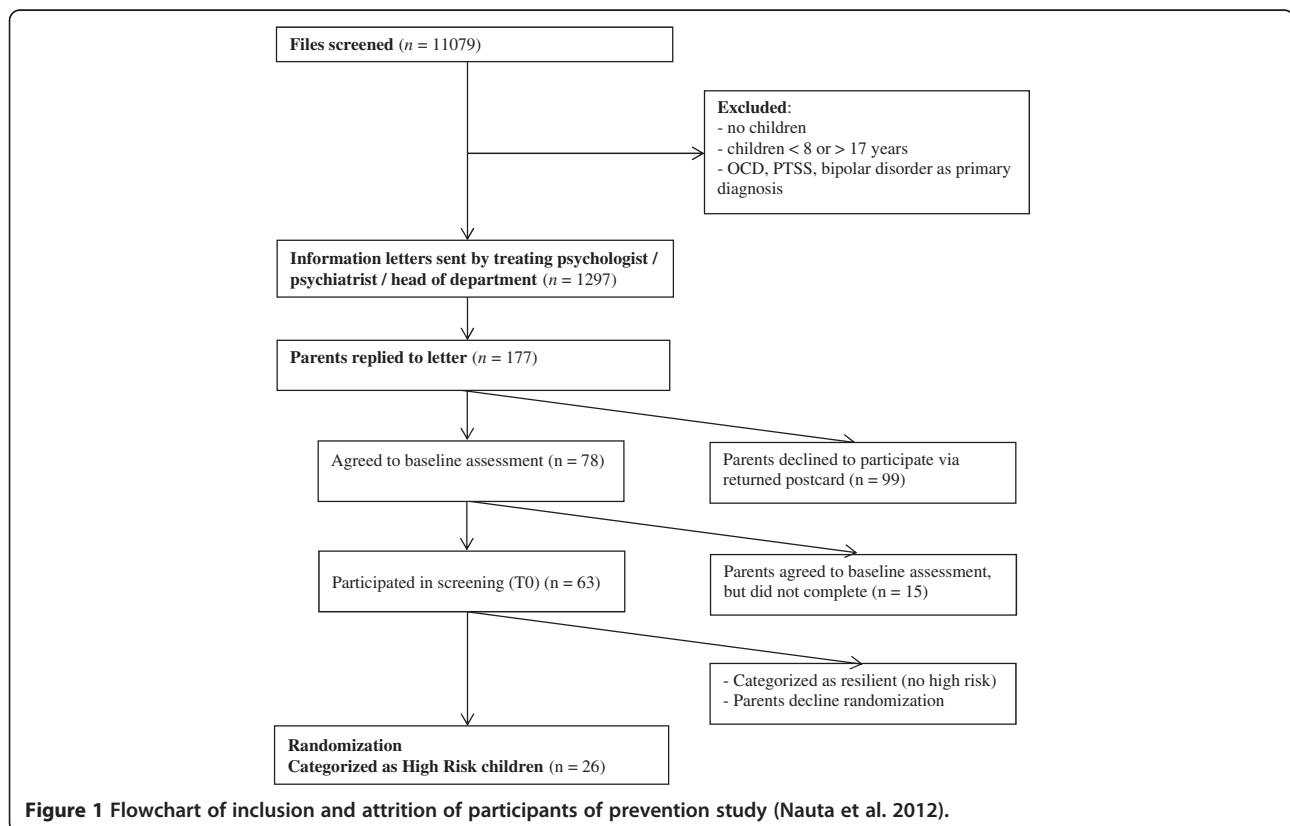 Files screened (n = 11079)
Excluded:
- no children
- children < 8 or > 17 years
- OCD, PTSS, bipolar disorder as primary
diagnosis
Information letters sent by treating psychologist /
psychiatrist / head of department (n = 1297)
Parents replied to letter (n = 177)
Agreed to baseline assessment (n = 78)
Parents declined to participate via
returned postcard (n = 99)
Participated in screening (T0) (n = 63)
Parents agreed to baseline assessment,
but did not complete (n = 15)
- Categorized as resilient (no high risk)
- Parents decline randomization
Randomization
Categorized as High Risk children (n = 26)
Figure 1 Flowchart of inclusion and attrition of participants of prevention study (Nauta et al. 2012).